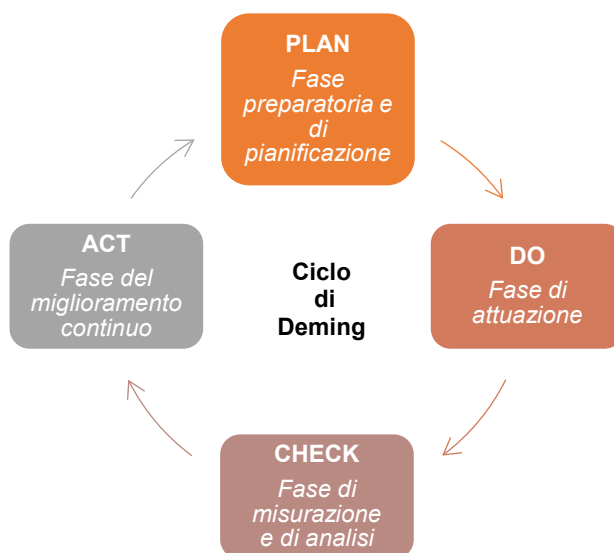 PLAN
Fase
preparatoria e
di
pianificazione
ACT
Fase del
miglioramento
continuo
Ciclo
di
Deming
DO
Fase di
attuazione
CHECK
Fase di
misurazione
e di analisi